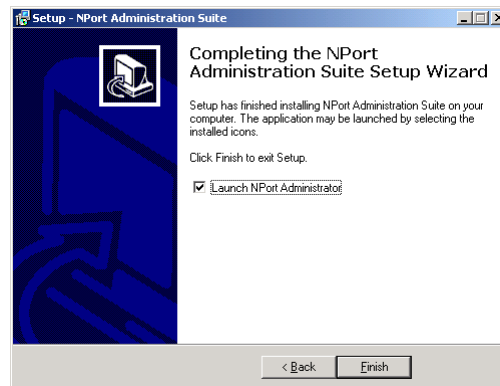 Setup - NPort Administration Suite
Completing the NPort
Administration Suite Setup Wizard
Setup has finished installing NPort Administration Suite on your
computer. The application may be launched by selecting the
installed icons.
Click Finish to exit Setup.
Launch NPort Administrator
< Back
Finish